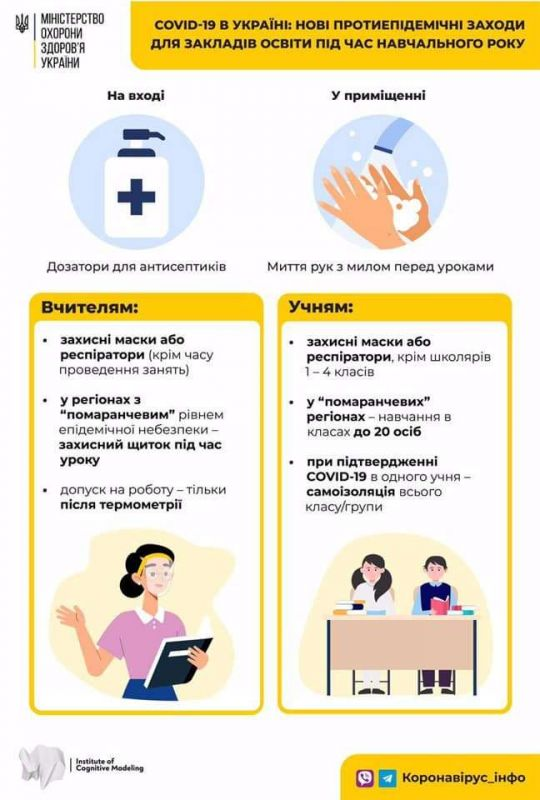 МІНІСТЕРСТВО
ОХОРОНИ
ЗДОРОВ'Я
УКРАЇНИ
COVID-19 В УКРАЇНІ: НОВІ ПРОТИЕПІДЕМІЧНІ ЗАХОДИ
ДЛЯ ЗАКЛАДІВ ОСВІТИ ПІД ЧАС НАВЧАЛЬНОГО РОКУ
На вході
Дозатори для антисептиків
У приміщенні
Миття рук з милом перед уроками
Вчителям:
• захисні маски або
респіратори (крім часу
проведення занять)
• у регіонах з
“помаранчевим” рівнем
епідемічної небезпеки –
захисний щиток під час
уроку
• допуск на роботу – тільки
після термометрії
Учням:
• захисні маски або
респіратори, крім школярів
1 – 4 класів
• у “помаранчевих”
регіонах – навчання в
класах до 20 осіб
• при підтвердженні
COVID-19 в одного учня –
самоізоляція всього
класу/групи
Institute of
Cognitive Modeling
Коронавірус_інфо